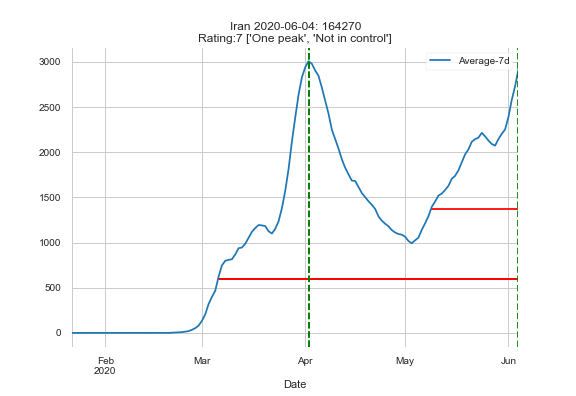 Iran 2020-06-04: 164270
Rating:7 ['One peak', 'Not in control']
Average-7d
3000
2500
2000
1500
1000
500
0
Feb
2020
Mar
Apr
May
Jun
Date